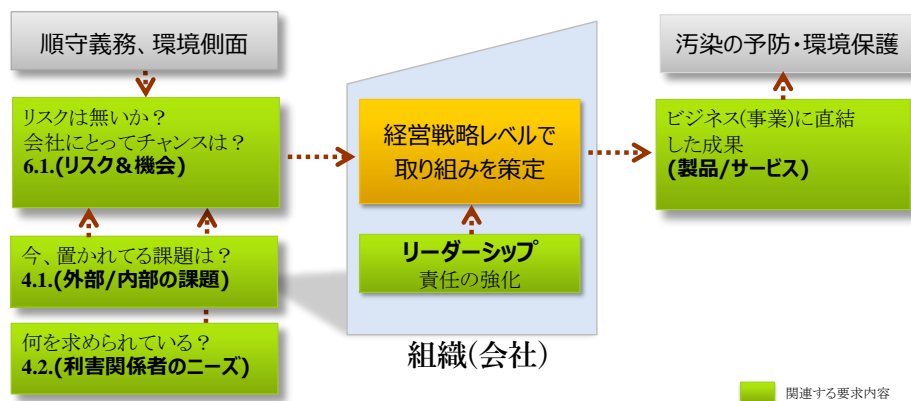 順守義務、環境側面
リスクは無いか？
会社にとってチャンスは？
6.1.(リスク＆機会)
今、置かれてる課題は？
4.1.(外部/内部の課題)
何を求められている？
4.2.(利害関係者のニーズ)
経営戦略レベルで
取り組みを策定
リーダーシップ
責任の強化
組織(会社)
汚染の予防・環境保護
ビジネス(事業)に直結
した成果
(製品/サービス)
関連する要求内容